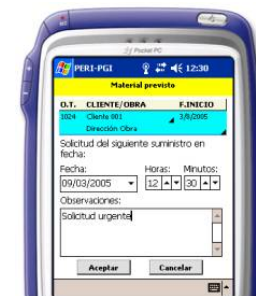 Pocket PC
PERI-PGI 12:30
Material previsto
O.T. CLIENTE/OBRA F.INICIO
1024 Cliente 001 3/8/2005
Dirección Obra
Solicitud del siguiente suministro en
fecha:
Fecha: Horas: Minutos:
09/03/2005 12 30
Observaciones:
Solicitud urgente
Aceptar Cancelar